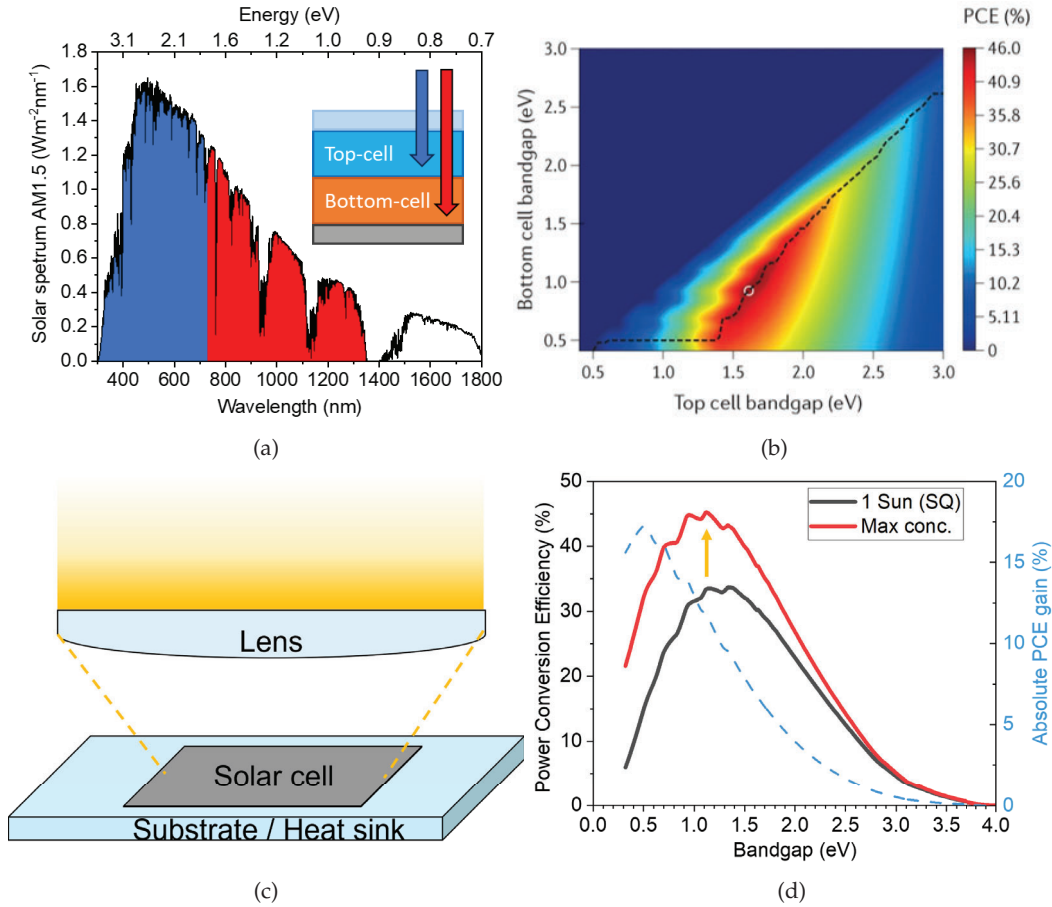 Energy (eV)
3.1 2.1 1.6 1.2 1.0 0.9 0.8 0.7
1.8
1.6
1.4
1.2
1.0
0.8
0.6
0.4
0.2
0.0
Solar spetrum AM1.5 (Wm⁻²nm⁻¹)
Top-cell
Bottom-cell
400 600 800 1000 1200 1400 1600 1800
Wavelength (nm)
(a)
PCE (%)
3.0
2.5
2.0
1.5
1.0
0.5
Bottom cell bandgap (eV)
46.0
40.9
35.8
30.7
25.6
20.4
15.3
10.2
5.11
0
0.5 1.0 1.5 2.0 2.5 3.0
Top cell bandgap (eV)
(b)
Lens
Solar cell
Substrate / Heat sink
(c)
50
40
30
20
10
0
Power Conversion Efficiency (%)
1 Sun (SQ)
Max conc.
20
15
10
5
0
Absolute PCE gain (%)
0.0 0.5 1.0 1.5 2.0 2.5 3.0 3.5 4.0
Bandgap (eV)
(d)